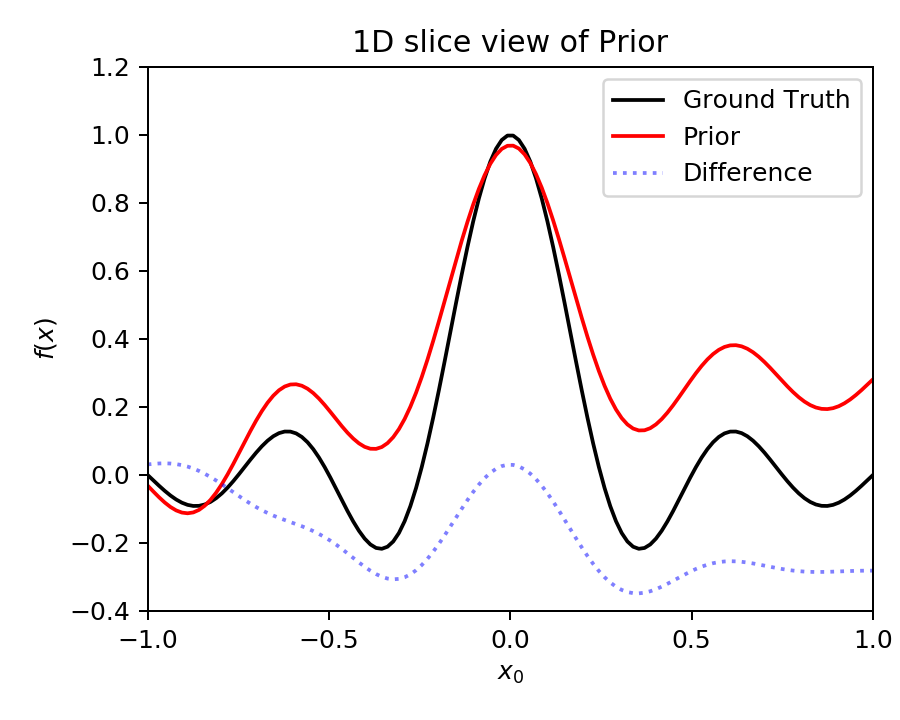 1D slice view of Prior
1.2
1.0
0.8
0.6
0.4
0.2
0.0
−0.2
−0.4
f(x)
Ground Truth
Prior
Difference
−1.0 −0.5 0.0 0.5 1.0
x₀